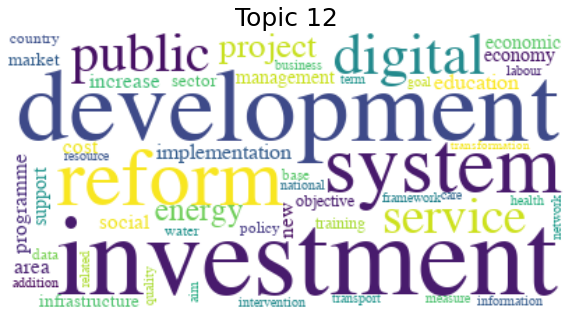 Topic 12
country
public
project
digital
economic
market
business
economy
increase
sector
management
term
goal
education
labour
development
cost
transformation
resource
implementation
system
programme
support
reform
base
national
objective
framework
care
health
energy
new
social
water
policy
training
service
network
data
area
related
addition
investment
quality
aim
infrastructure
intervention
transport
measure
information